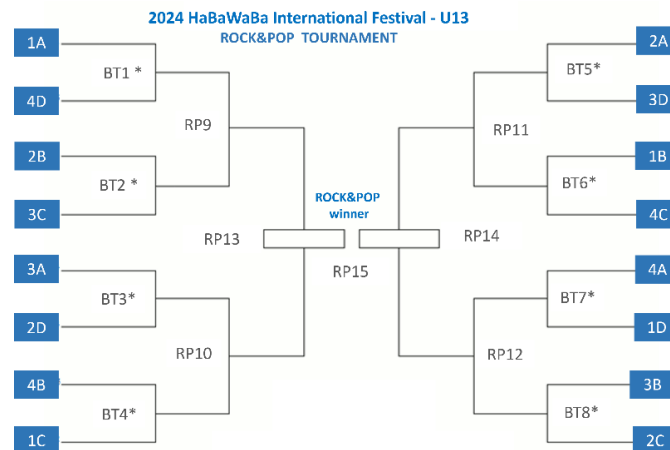 2024 HaBaWaBa International Festival - U13
ROCK&POP TOURNAMENT
1A
2A
BT1 *
BT5*
4D
3D
RP9
RP11
2B
1B
BT2 *
BT6*
3C
4C
ROCK&POP
winner
RP13
RP14
RP15
3A
4A
BT3*
BT7*
2D
1D
RP10
RP12
4B
3B
BT4*
BT8*
1C
2C